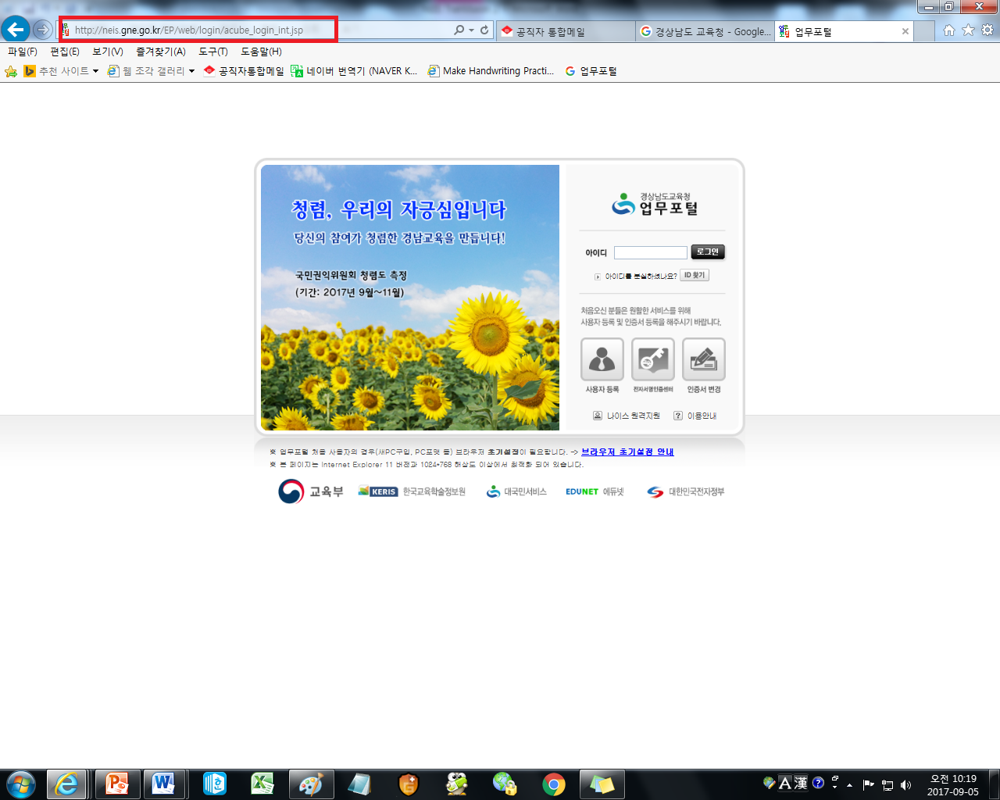 http://neis.gne.go.kr/EP/web/login/acube_login_int.jsp
공직자 통합메일
경상남도 교육청 - Google...
업무포털
파일(F) 편집(E) 보기(V) 즐겨찾기(A) 도구(T) 도움말(H)
추천 사이트 웹 조각 갤러리 공직자통합메일 네이버 번역기 (NAVER K... Make Handwriting Practi... 업무포털
청렴, 우리의 자긍심입니다
당신의 참여가 청렴한 경남교육을 만듭니다!
국민권익위원회 청렴도 측정
(기간: 2017년 9월~11월)
경상남도교육청
업무포털
아이디 로그인
아이디를 분실하셨나요? ID 찾기
처음오신 분들은 원활한 서비스를 위해
사용자 등록 및 인증서 등록을 해주시기 바랍니다.
사용자 등록 전자서명인증센터 인증서 변경
나이스 원격지원 이용안내
※ 업무포털 처음 사용자의 경우(새PC구입, PC포맷 등) 브라우저 초기설정이 필요합니다. -> 브라우저 초기설정 안내
※ 본 페이지는 Internet Explorer 11 버전과 1024*768 해상도 이상에서 최적화 되어 있습니다.
교육부 KERIS 한국교육학술정보원 대국민서비스 EDUNET 에듀넷 대한민국전자정부
A 漢
오전 10:19
2017-09-05